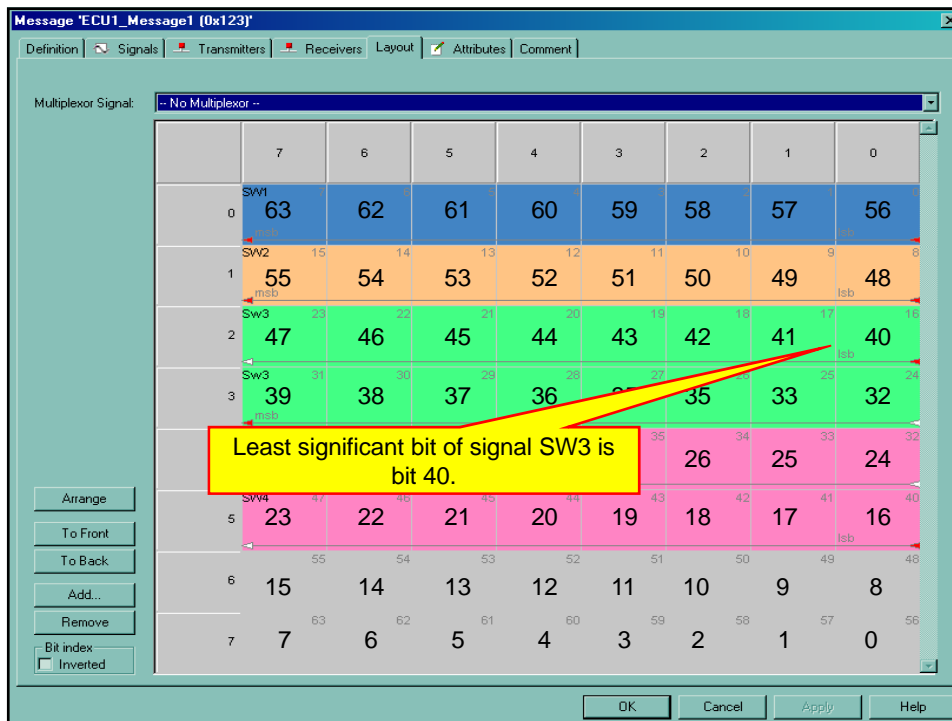 Message 'ECU1_Message1 (0x123)'
Definition Signals Transmitters Receivers Layout Attributes Comment
Multiplexor Signal: -- No Multiplexor --
7 6 5 4 3 2 1 0
SW1
0 63 62 61 60 59 58 57 56
msb lsb
SW2 15 14 13 12 11 10 9 8
1 55 54 53 52 51 50 49 48
msb lsb
Sw3 23 22 21 20 19 18 17 16
2 47 46 45 44 43 42 41 40
lsb
Sw3 31 30 29 28 27 25 24
3 39 38 37 36 35 33 32
msb
Least significant bit of signal SW3 is
bit 40.
35 34 33 32
26 25 24
SW4 47 46 45 44 43 42 41 40
5 23 22 21 20 19 18 17 16
lsb
55 54 53 52 51 50 49 48
6 15 14 13 12 11 10 9 8
63 62 61 60 59 58 57 56
7 7 6 5 4 3 2 1 0
Arrange
To Front
To Back
Add...
Remove
Bit index
Inverted
OK Cancel Apply Help